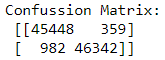 Confussion Matrix:
[[45448   359]
[  982 46342]]